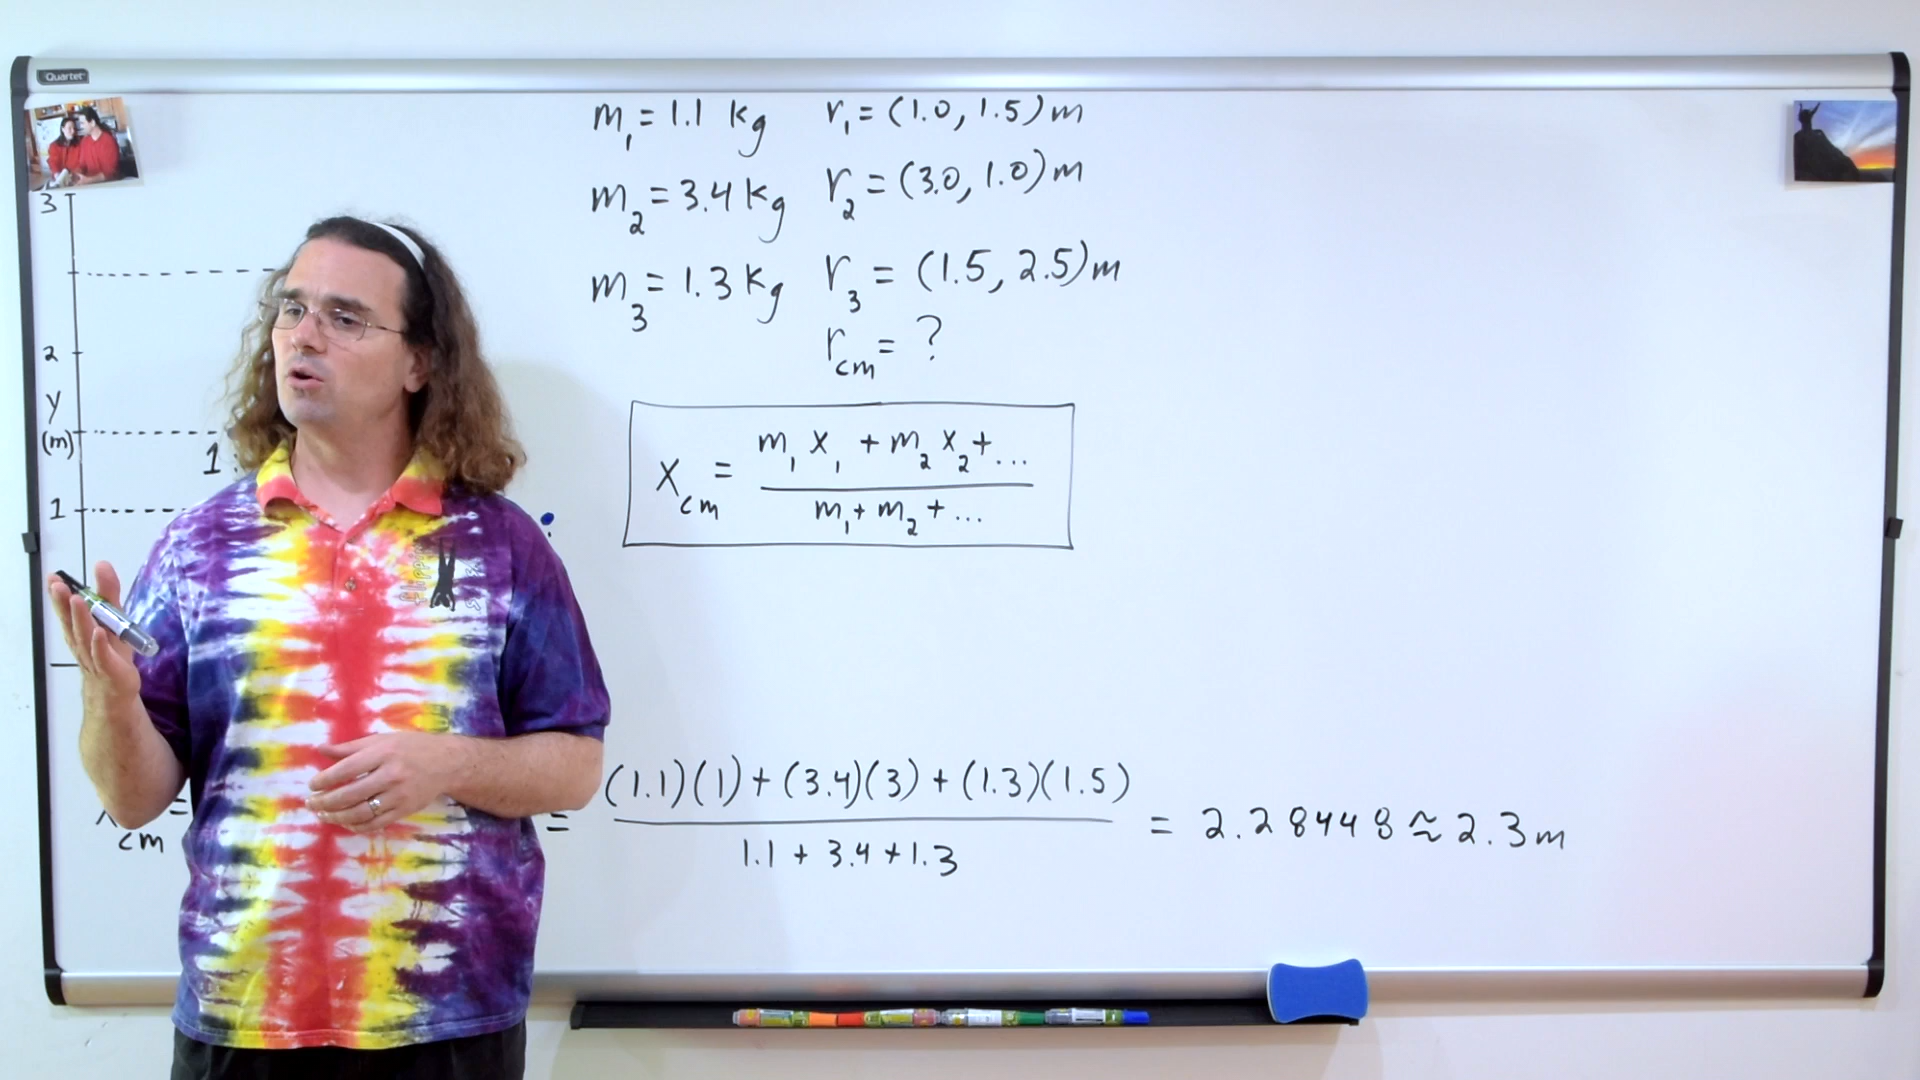 Quartet
m₁ = 1.1 kg r₁ = (1.0, 1.5) m
m₂ = 3.4 kg r₂ = (3.0, 1.0) m
m₃ = 1.3 kg r₃ = (1.5, 2.5) m
r_cm = ?
3
2
y
(m)
1.
1
x_cm = (m₁x₁ + m₂x₂ + ...) / (m₁ + m₂ + ...)
flippin
x_cm = = ((1.1)(1) + (3.4)(3) + (1.3)(1.5)) / (1.1 + 3.4 + 1.3) = 2.28448 ≈ 2.3 m